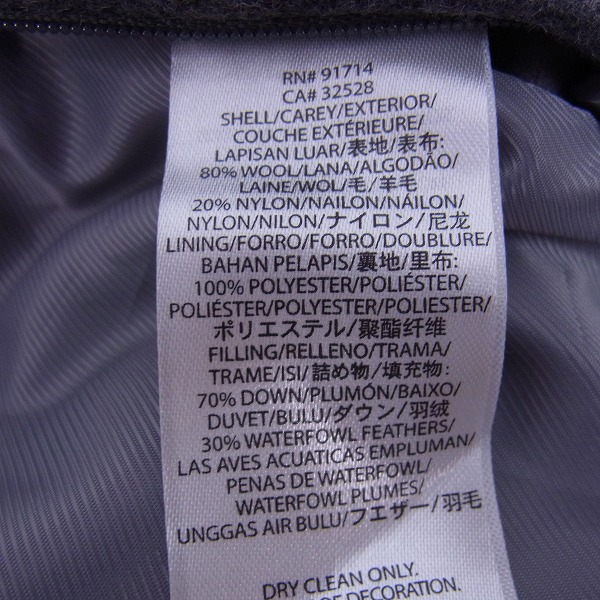 RN# 91714
CA# 32528
SHELL/CAREY/EXTERIOR/
COUCHE EXTÉRIEURE/
LAPISAN LUAR/表地/表布:
80% WOOL/LANA/ALGODÃO/
LAINE/WOL/毛/羊毛
20% NYLON/NAILON/NÁILON/
NYLON/NILON/ナイロン/尼龙
LINING/FORRO/FORRO/DOUBLURE/
BAHAN PELAPIS/裏地/里布:
100% POLYESTER/POLIÉSTER/
POLIÉSTER/POLYESTER/POLIESTER/
ポリエステル/聚酯纤维
FILLING/RELLENO/TRAMA/
TRAME/ISI/詰め物/填充物:
70% DOWN/PLUMÓN/BAIXO/
DUVET/BULU/ダウン/羽绒
30% WATERFOWL FEATHERS/
LAS AVES ACUATICAS EMPLUMAN/
PENAS DE WATERFOWL/
WATERFOWL PLUMES/
UNGGAS AIR BULU/フエザー/羽毛
DRY CLEAN ONLY.
OF DECORATION.